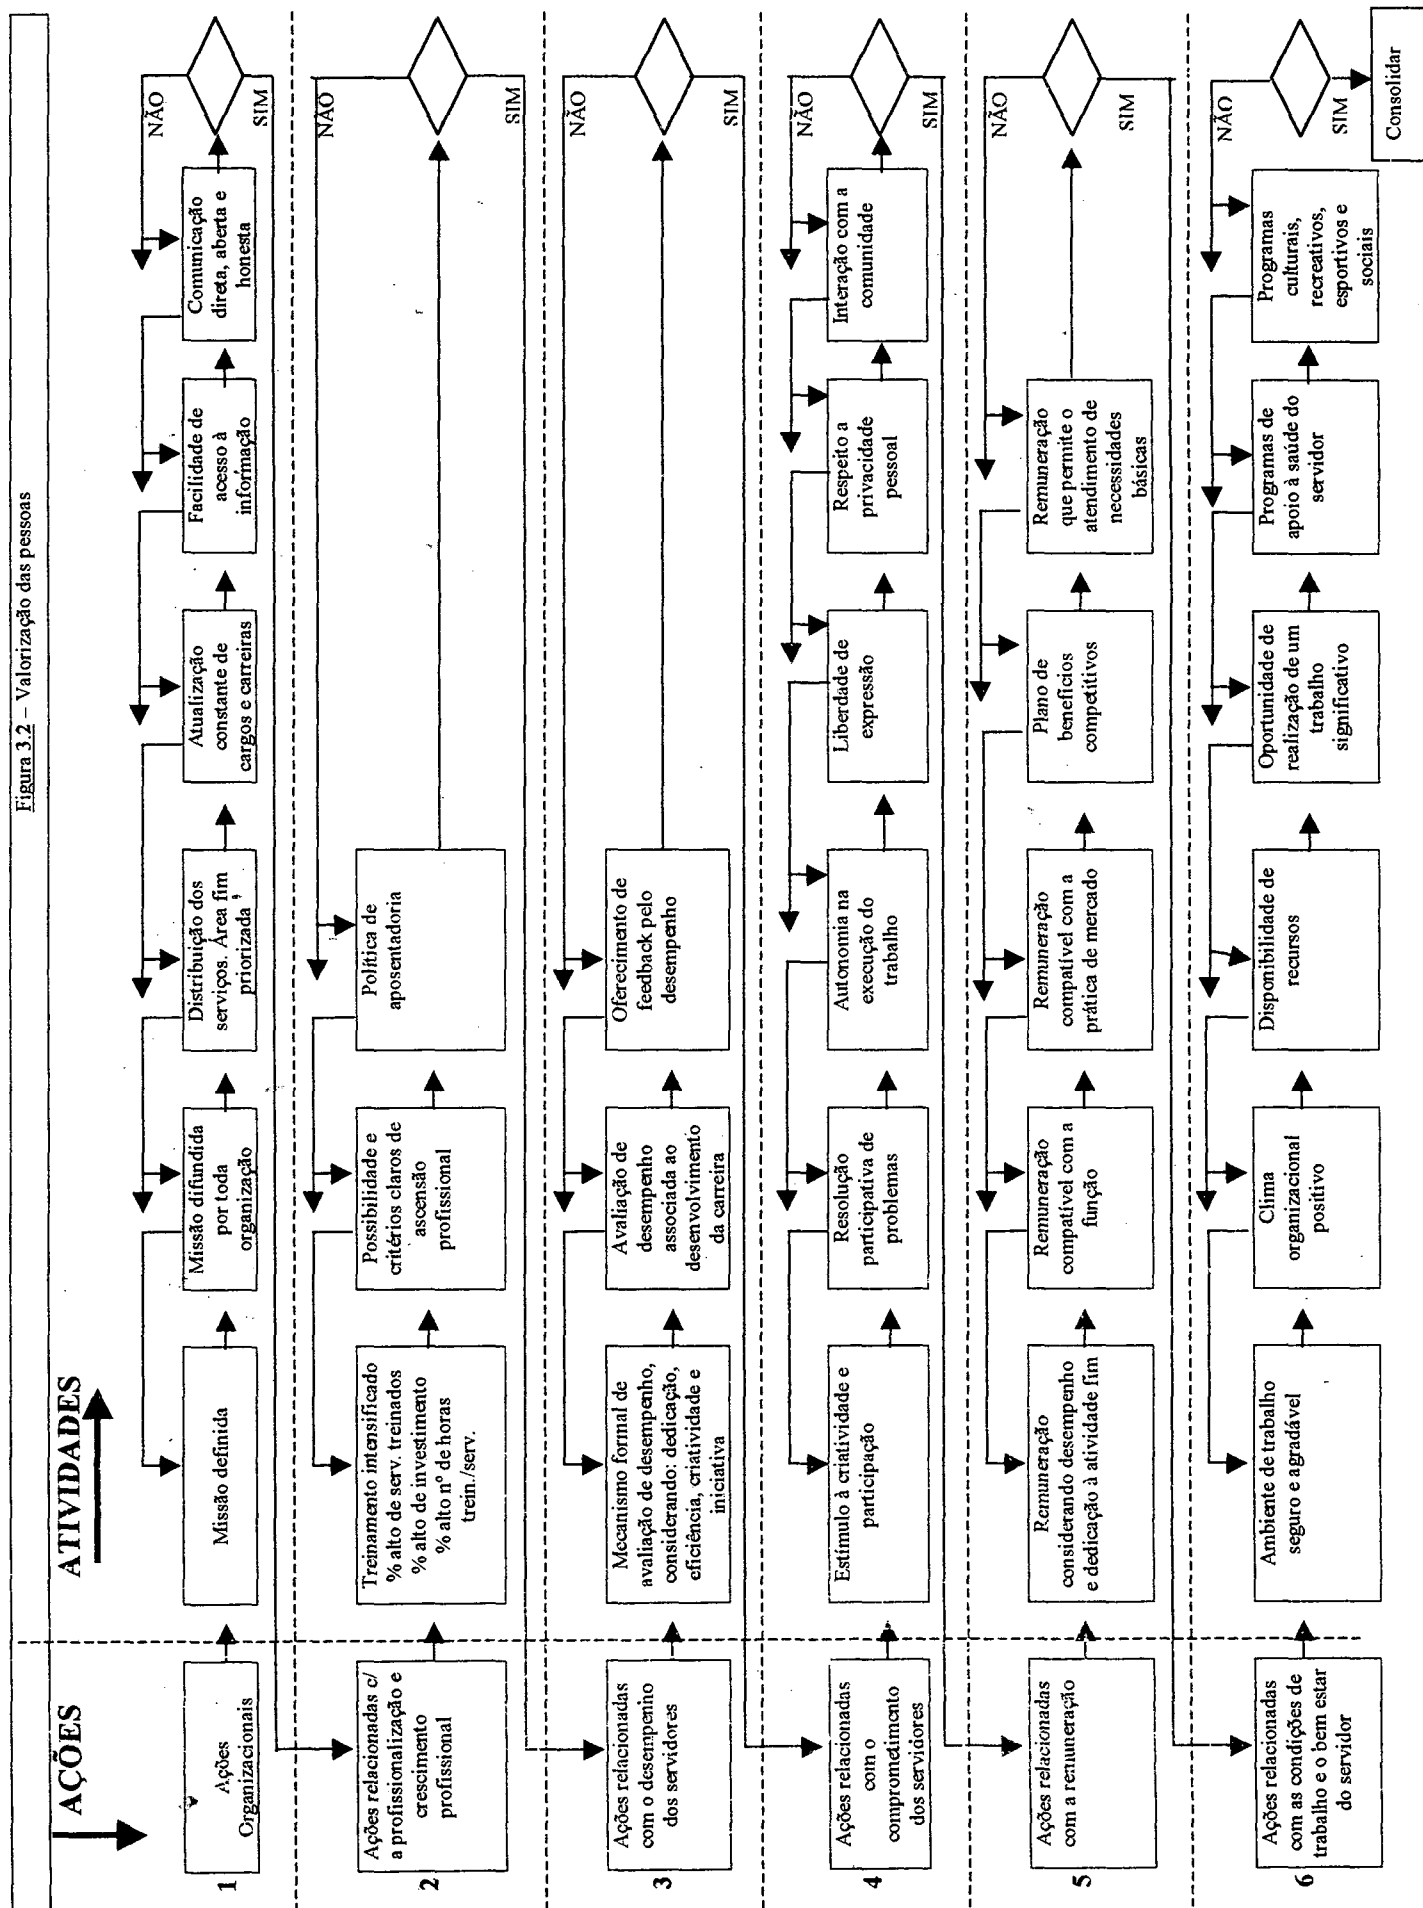 Figura 3.2 – Valorização das pessoas
AÇÕES
ATIVIDADES
1
Ações
Organizacionais
Missão definida
Missão difundida
por toda
organização
Distribuição dos
serviços. Área fim
priorizada
Atualização
constante de
cargos e carreiras
Facilidade de
acesso à
informação
Comunicação
direta, aberta e
honesta
NÃO
SIM
2
Ações relacionadas c/
a profissionalização e
crescimento
profissional
Treinamento intensificado
% alto de serv. treinados
% alto de investimento
% alto nº de horas
trein./serv.
Possibilidade e
critérios claros de
ascensão
profissional
Política de
aposentadoria
NÃO
SIM
3
Ações relacionadas
com o desempenho
dos servidores
Mecanismo formal de
avaliação de desempenho,
considerando: dedicação,
eficiência, criatividade e
iniciativa
Avaliação de
desempenho
associada ao
desenvolvimento
da carreira
Oferecimento de
feedback pelo
desempenho
NÃO
SIM
4
Ações relacionadas
com o
comprometimento
dos servidores
Estímulo à criatividade e
participação
Resolução
participativa de
problemas
Autonomia na
execução do
trabalho
Liberdade de
expressão
Respeito a
privacidade
pessoal
Interação com a
comunidade
NÃO
SIM
5
Ações relacionadas
com a remuneração
Remuneração
considerando desempenho
e dedicação à atividade fim
Remuneração
compatível com a
função
Remuneração
compatível com a
prática de mercado
Plano de
benefícios
competitivos
Remuneração
que permite o
atendimento de
necessidades
básicas
NÃO
SIM
6
Ações relacionadas
com as condições de
trabalho e o bem estar
do servidor
Ambiente de trabalho
seguro e agradável
Clima
organizacional
positivo
Disponibilidade de
recursos
Oportunidade de
realização de um
trabalho
significativo
Programas de
apoio à saúde do
servidor
Programas
culturais,
recreativos,
esportivos e
sociais
NÃO
SIM
Consolidar